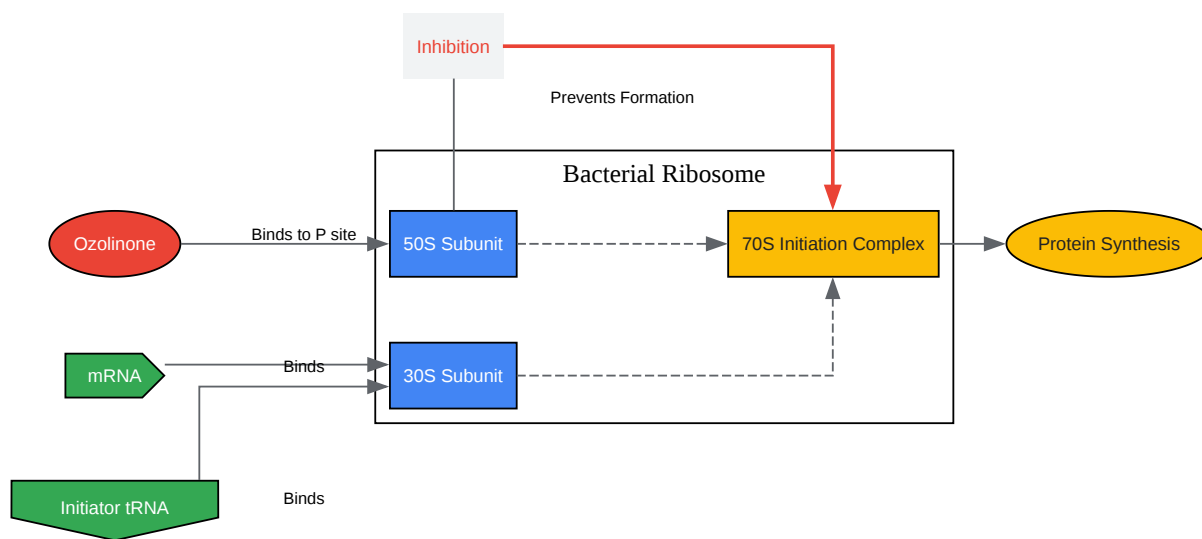 Inhibition
Prevents Formation
Bacterial Ribosome
Ozolinone
Binds to P site
50S Subunit
70S Initiation Complex
Protein Synthesis
mRNA
Binds
30S Subunit
Initiator tRNA
Binds